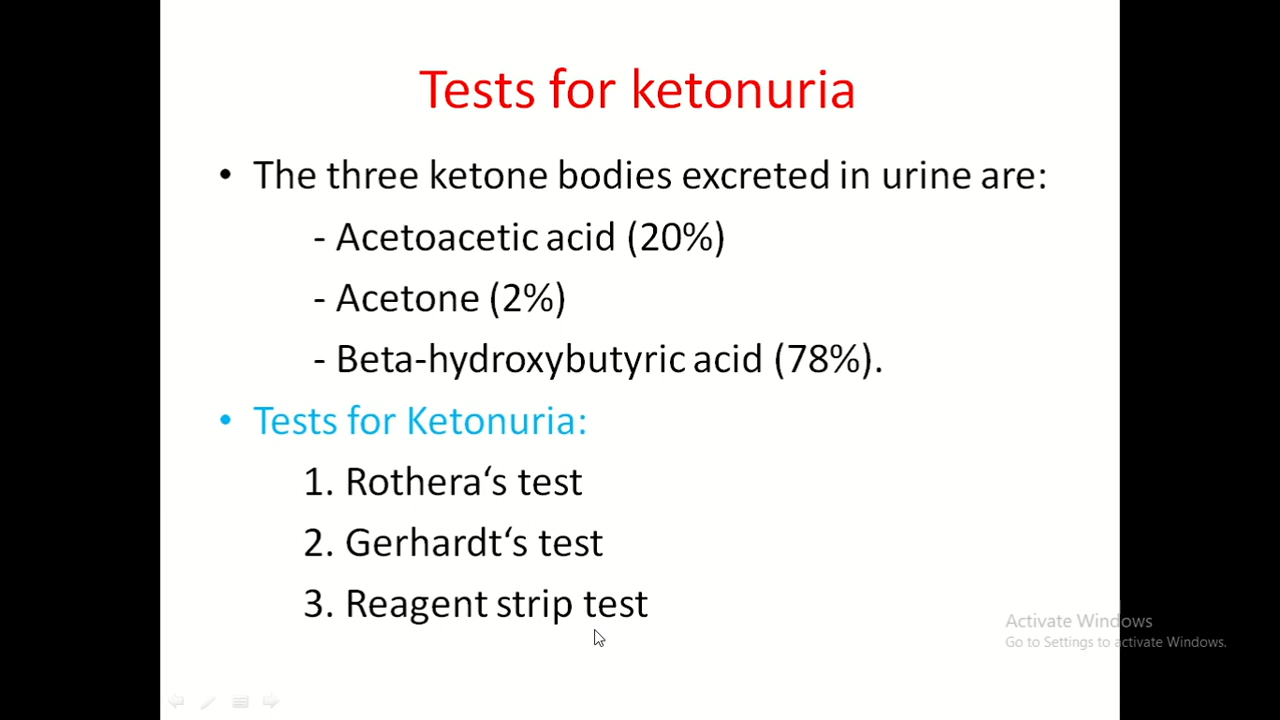 Tests for ketonuria
• The three ketone bodies excreted in urine are:
- Acetoacetic acid (20%)
- Acetone (2%)
- Beta-hydroxybutyric acid (78%).
• Tests for Ketonuria:
1. Rothera‘s test
2. Gerhardt‘s test
3. Reagent strip test
Activate Windows
Go to Settings to activate Windows.